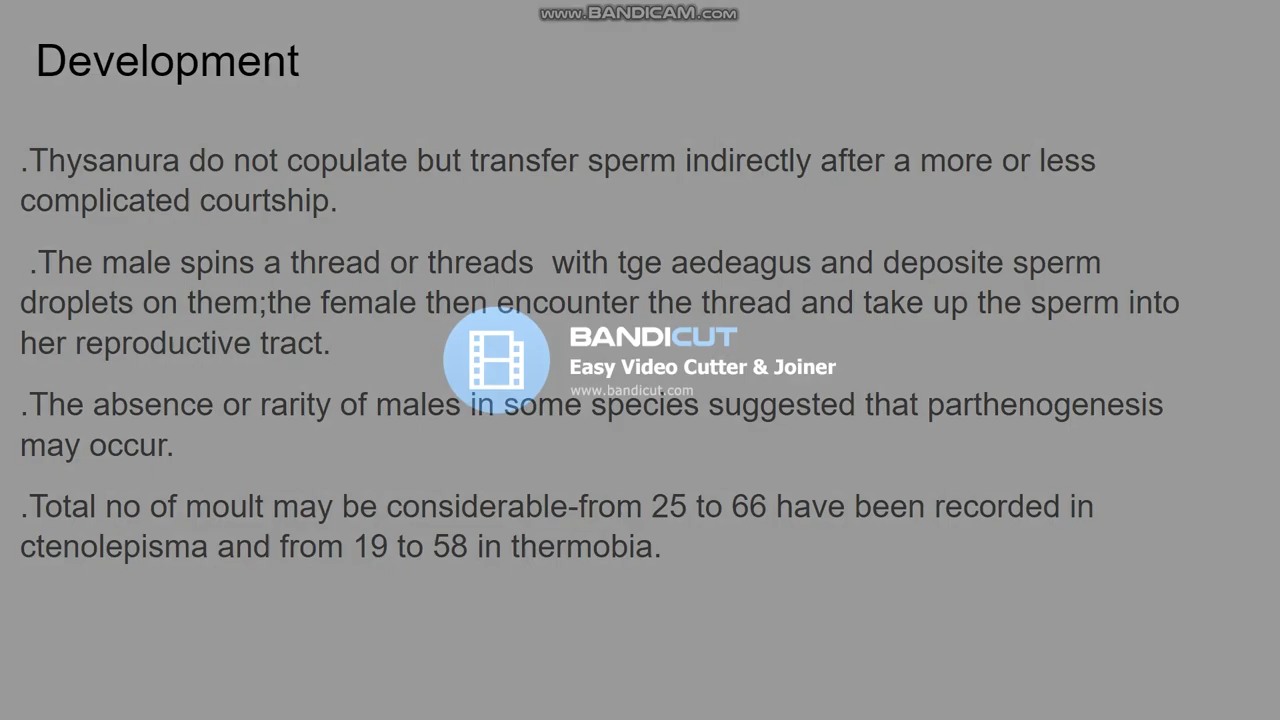 www.BANDICAM.com
Development
.Thysanura do not copulate but transfer sperm indirectly after a more or less
complicated courtship.
.The male spins a thread or threads  with tge aedeagus and deposite sperm
droplets on them;the female then encounter the thread and take up the sperm into
her reproductive tract.
BANDICUT
Easy Video Cutter & Joiner
www.bandicut.com
.The absence or rarity of males in some species suggested that parthenogenesis
may occur.
.Total no of moult may be considerable-from 25 to 66 have been recorded in
ctenolepisma and from 19 to 58 in thermobia.